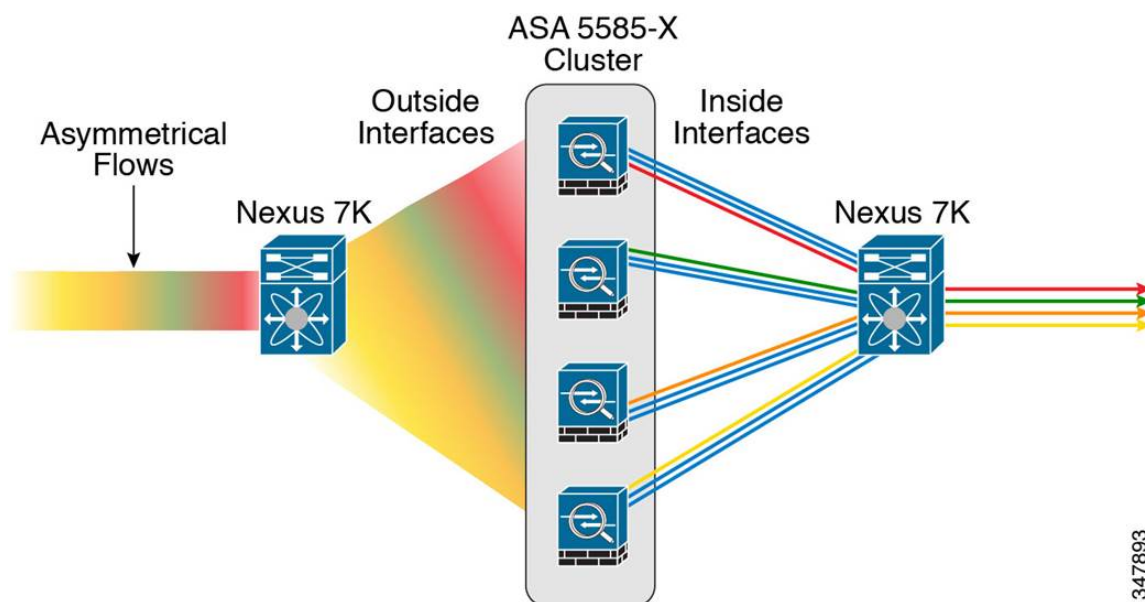 ASA 5585-X
Cluster
Outside
Interfaces
Inside
Interfaces
Asymmetrical
Flows
Nexus 7K
Nexus 7K
347893